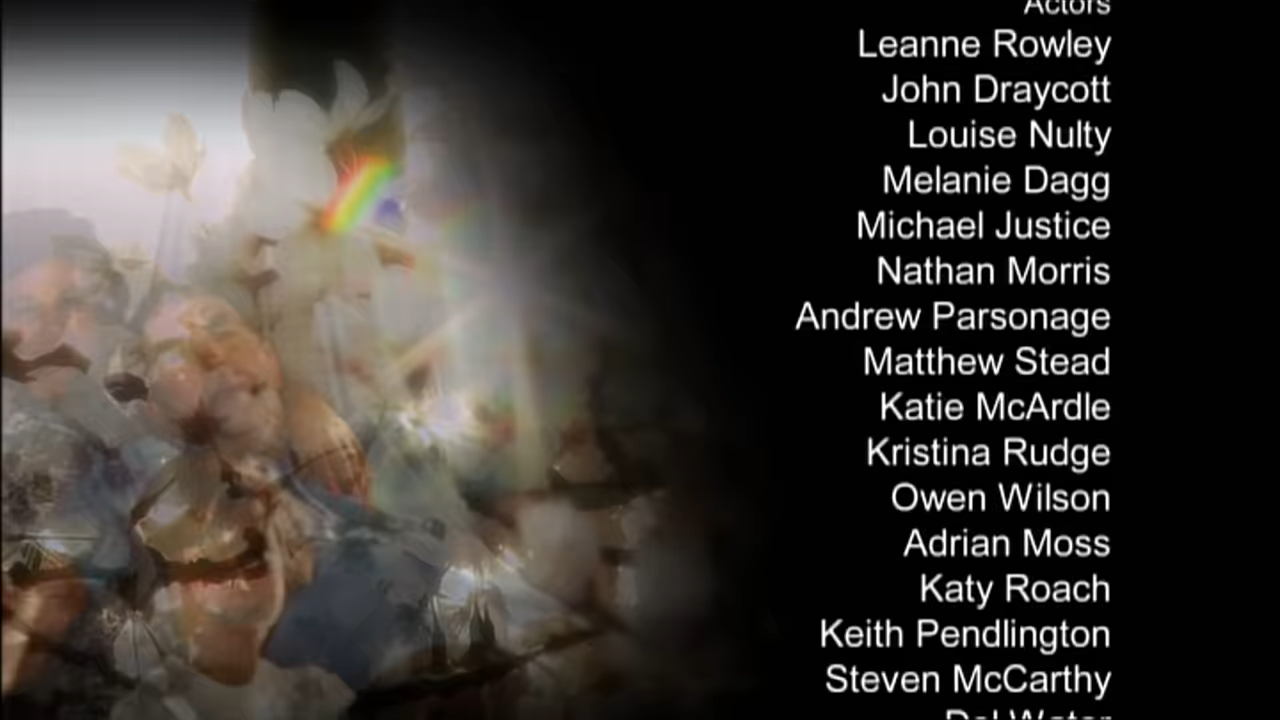 Actors
Leanne Rowley
John Draycott
Louise Nulty
Melanie Dagg
Michael Justice
Nathan Morris
Andrew Parsonage
Matthew Stead
Katie McArdle
Kristina Rudge
Owen Wilson
Adrian Moss
Katy Roach
Keith Pendlington
Steven McCarthy